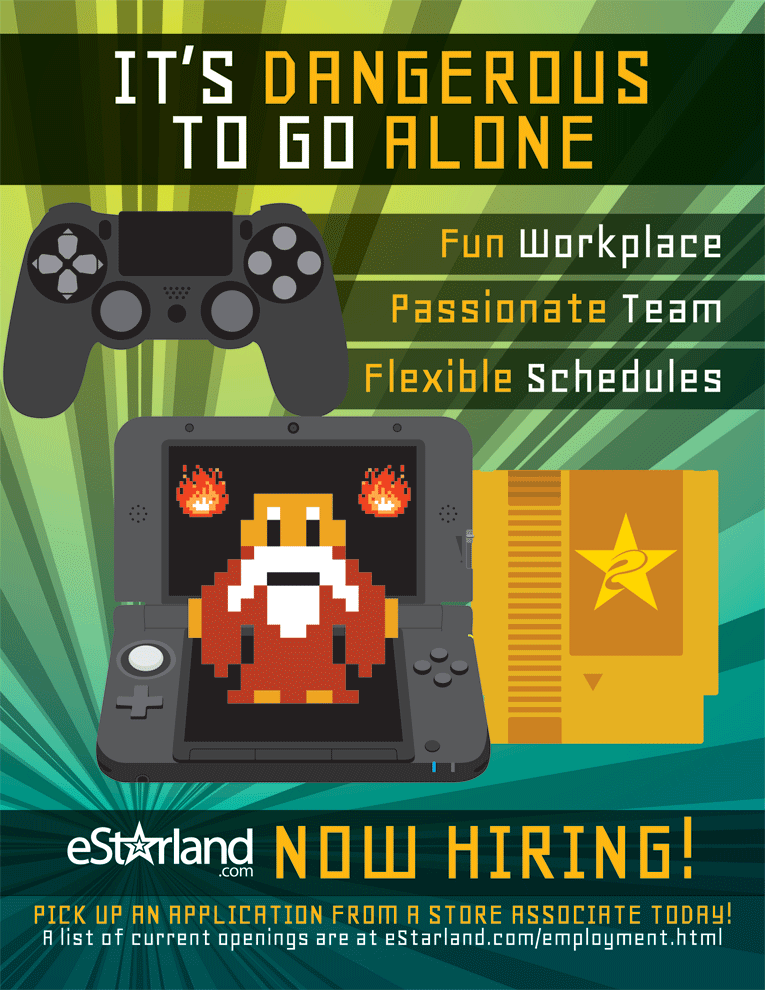 IT'S DANGEROUS
TO GO ALONE
Fun Workplace
Passionate Team
Flexible Schedules
eStarland
.com
NOW HIRING!
PICK UP AN APPLICATION FROM A STORE ASSOCIATE TODAY!
A list of current openings are at eStarland.com/employment.html